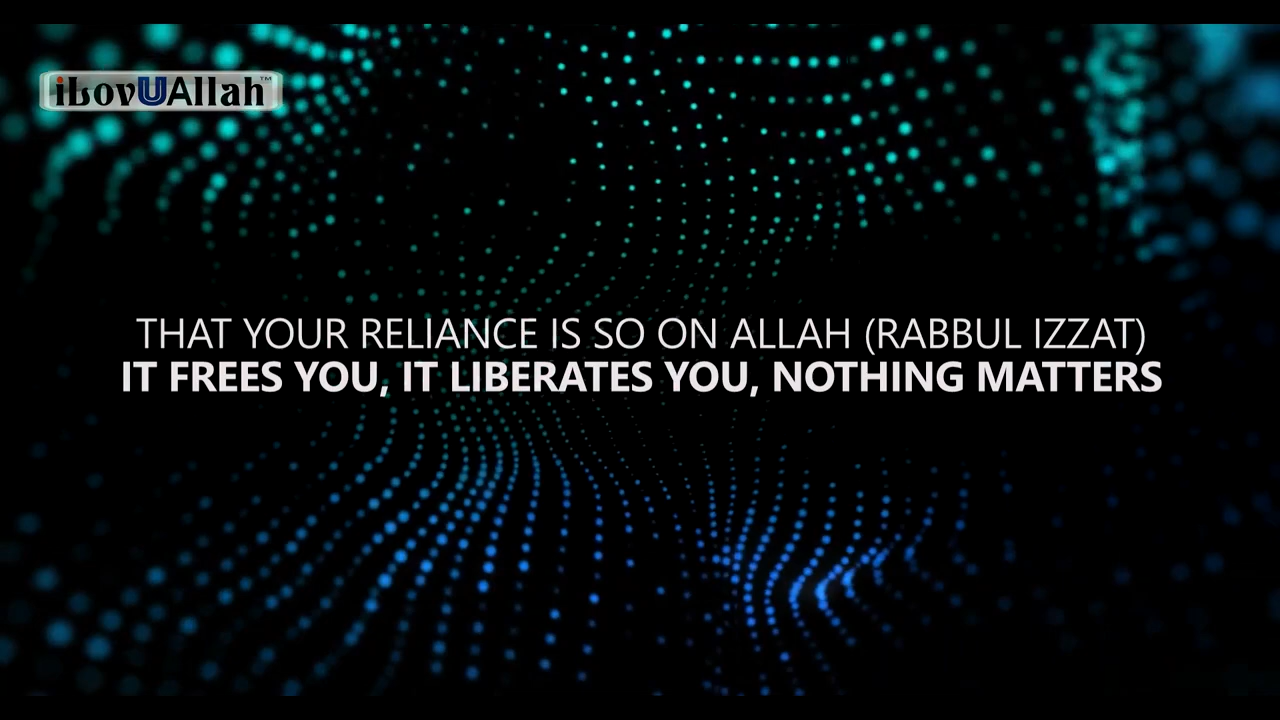 iLovUAllah™
THAT YOUR RELIANCE IS SO ON ALLAH (RABBUL IZZAT)
IT FREES YOU, IT LIBERATES YOU, NOTHING MATTERS